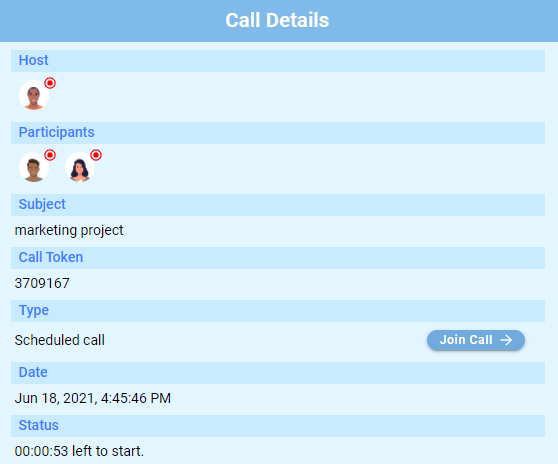 Call Details
Host
Participants
Subject
marketing project
Call Token
3709167
Type
Scheduled call
Join Call →
Date
Jun 18, 2021, 4:45:46 PM
Status
00:00:53 left to start.